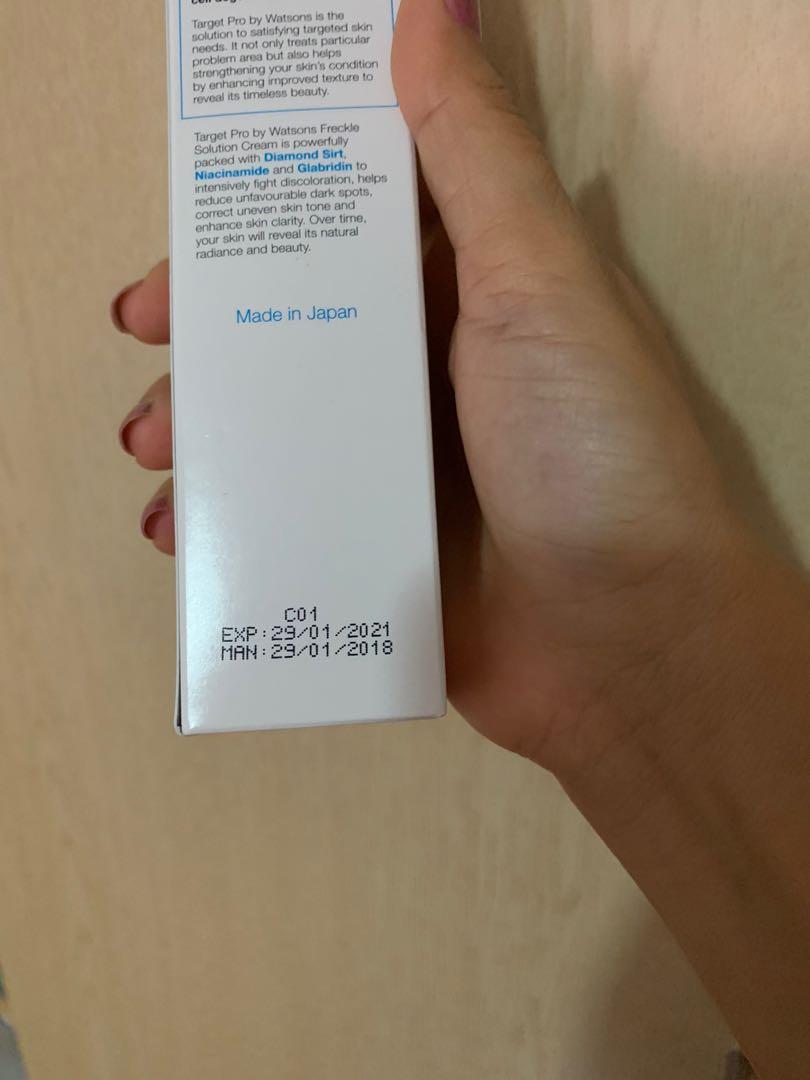 Target Pro by Watsons is the
solution to satisfying targeted skin
needs. It not only treats particular
problem area but also helps
strengthening your skin's condition
by enhancing improved texture to
reveal its timeless beauty.
Target Pro by Watsons Freckle
Solution Cream is powerfully
packed with Diamond Sirt,
Niacinamide and Glabridin to
intensively fight discoloration, helps
reduce unfavourable dark spots,
correct uneven skin tone and
enhance skin clarity. Over time,
your skin will reveal its natural
radiance and beauty.
Made in Japan
C01
EXP:29/01/2021
MAN:29/01/2018